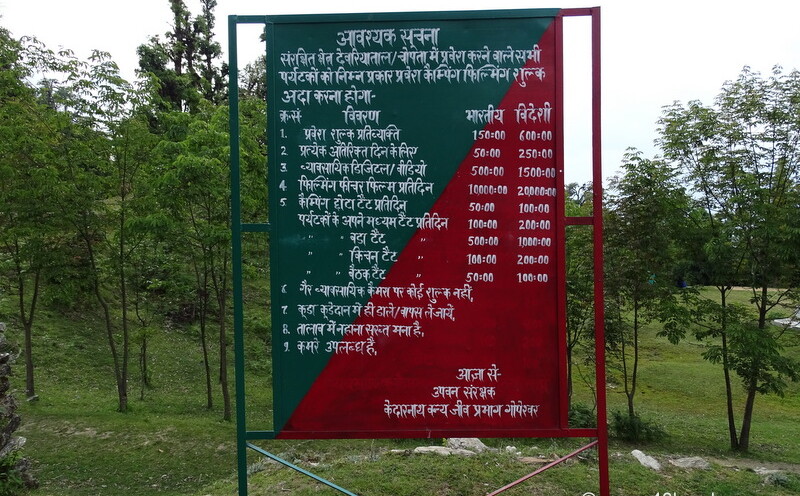 आवश्यक सूचना
संरक्षित क्षेत्र देवरियाताल/चोपता में प्रवेश करने वाले सभी
पर्यटकों को निम्न प्रकार प्रवेश कैम्पिंग फिल्मिंग शुल्क
अदा करना होगा-
क्र.सं विवरण भारतीय विदेशी
1. प्रवेश शुल्क प्रतिव्यक्ति 150=00 600=00
2 प्रत्येक अतिरिक्त दिन के लिए 50=00 250=00
3 व्यावसायिक डिजिटल/वीडियो 500=00 1500=00
4 फिल्मिंग फीचर फिल्म प्रतिदिन 10000=00 20000=00
5 कैम्पिंग छोटा टैंट प्रतिदिन 50=00 100=00
पर्यटकों के अपने मध्यम टैंट प्रतिदिन 100=00 200=00
" " बडा टैंट " 500=00 1000=00
" " किचन टैंट " 100=00 200=00
" " बैठक टैंट " 50=00 100=00
६ गैर व्यावसायिक कैमरा पर कोई शुल्क नहीं,
7. कूडा कूडेदान में ही डालें/वापस ले जायें,
8. तालाब में नहाना सख्त मना है,
9. कमरे उपलब्ध है,
आज्ञा से-
उपवन संरक्षक
केदारनाथ वन्य जीव प्रभाग गोपेश्वर